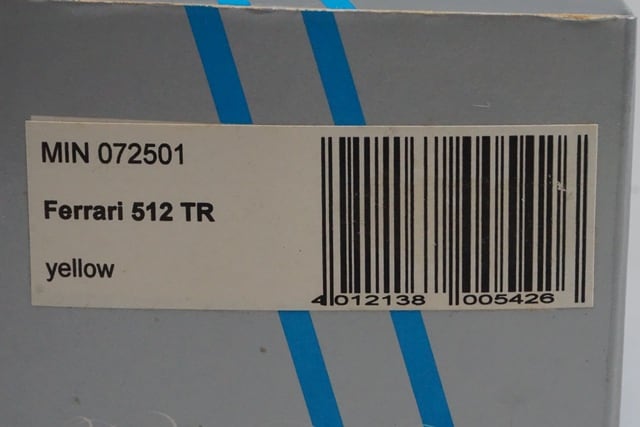 MIN 072501
Ferrari 512 TR
yellow
4 012138 005426